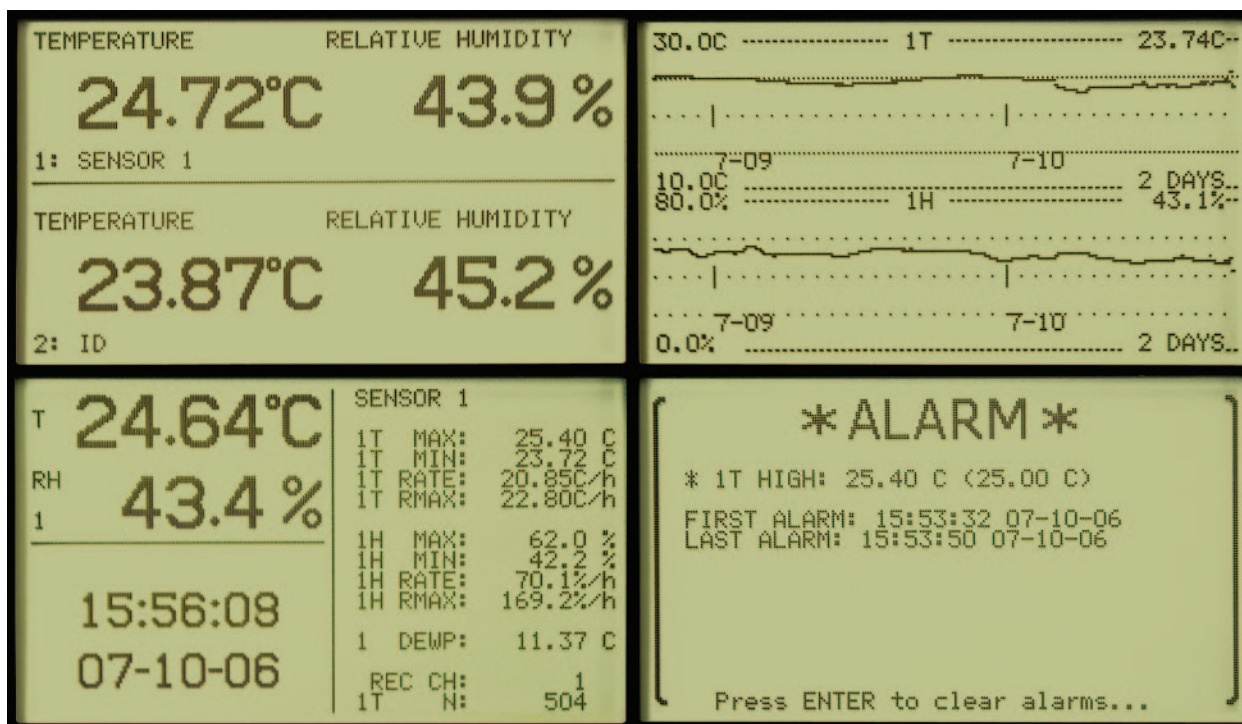 TEMPERATURE RELATIVE HUMIDITY
24.72°C 43.9 %
1: SENSOR 1
TEMPERATURE RELATIVE HUMIDITY
23.87°C 45.2 %
2: ID
30.0C 1T 23.74C
7-09 7-10
10.0C 2 DAYS
80.0% 1H 43.1%
7-09 7-10
0.0% 2 DAYS
T 24.64°C
RH 43.4 %
1
15:56:08
07-10-06
SENSOR 1
1T MAX: 25.40 C
1T MIN: 23.72 C
1T RATE: 20.85C/h
1T RMAX: 22.80C/h
1H MAX: 62.0 %
1H MIN: 42.2 %
1H RATE: 70.1%/h
1H RMAX: 169.2%/h
1 DEWP: 11.37 C
REC CH: 1
1T N: 504
*ALARM*
* 1T HIGH: 25.40 C (25.00 C)
FIRST ALARM: 15:53:32 07-10-06
LAST ALARM: 15:53:50 07-10-06
Press ENTER to clear alarms...